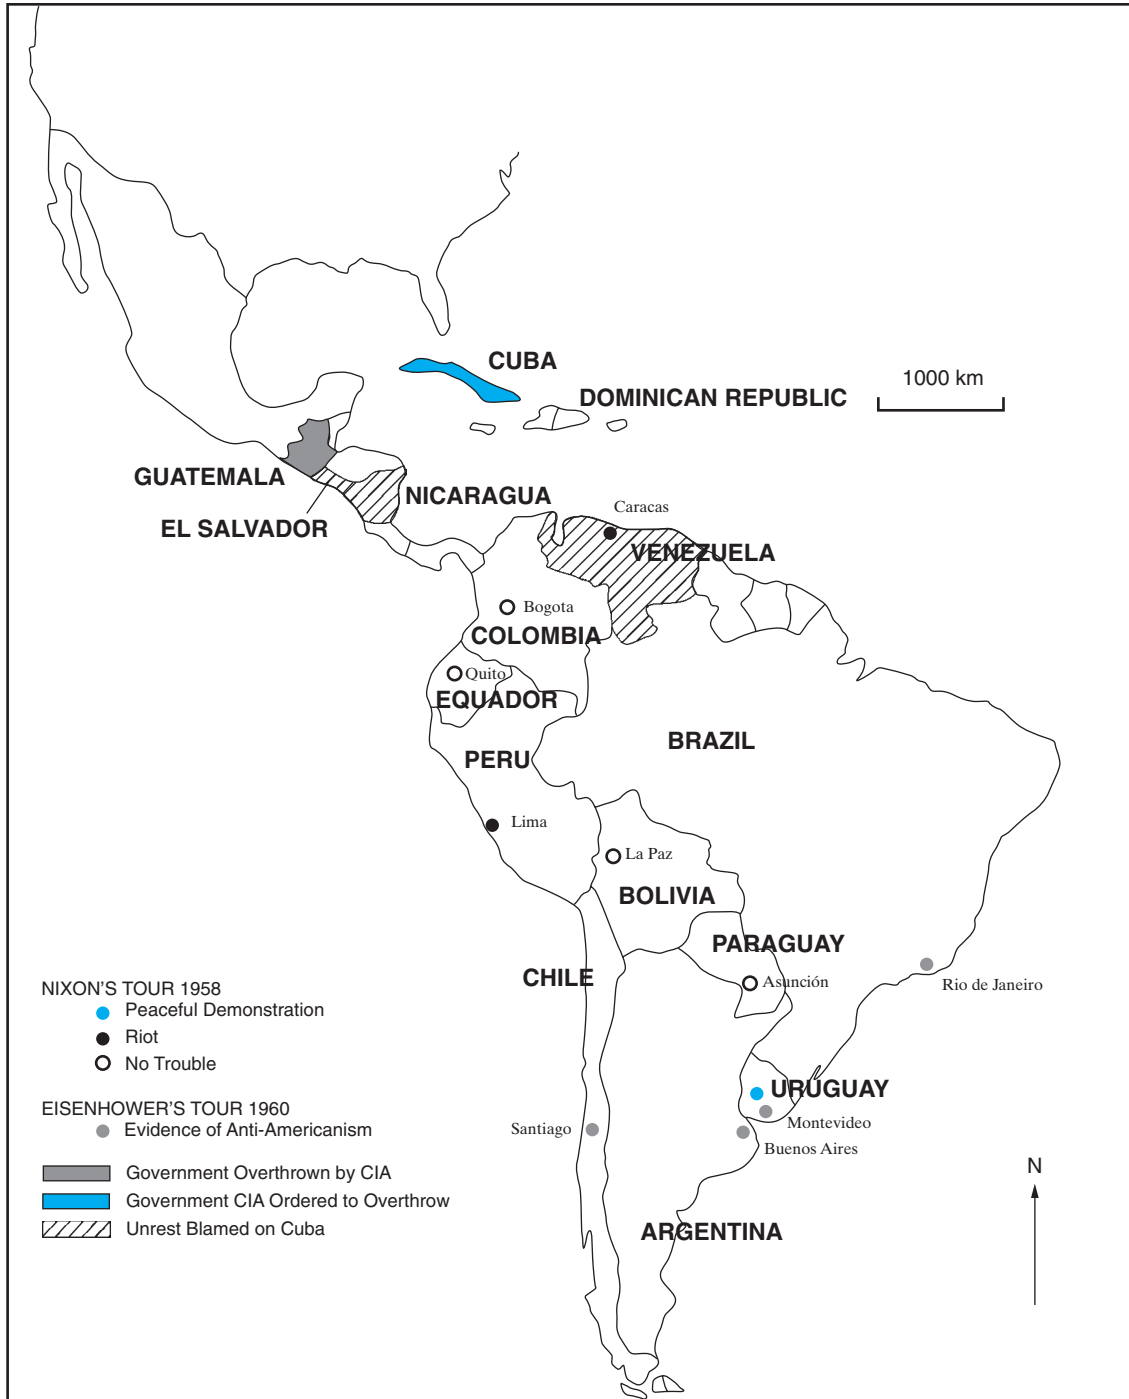 CUBA
1000 km
DOMINICAN REPUBLIC
GUATEMALA
NICARAGUA
EL SALVADOR
Caracas
VENEZUELA
Bogota
COLOMBIA
Quito
EQUADOR
BRAZIL
PERU
Lima
La Paz
BOLIVIA
PARAGUAY
CHILE
Asunción
Rio de Janeiro
NIXON'S TOUR 1958
Peaceful Demonstration
Riot
No Trouble
URUGUAY
EISENHOWER'S TOUR 1960
Evidence of Anti-Americanism
Santiago
Montevideo
Buenos Aires
Government Overthrown by CIA
Government CIA Ordered to Overthrow
Unrest Blamed on Cuba
N
ARGENTINA